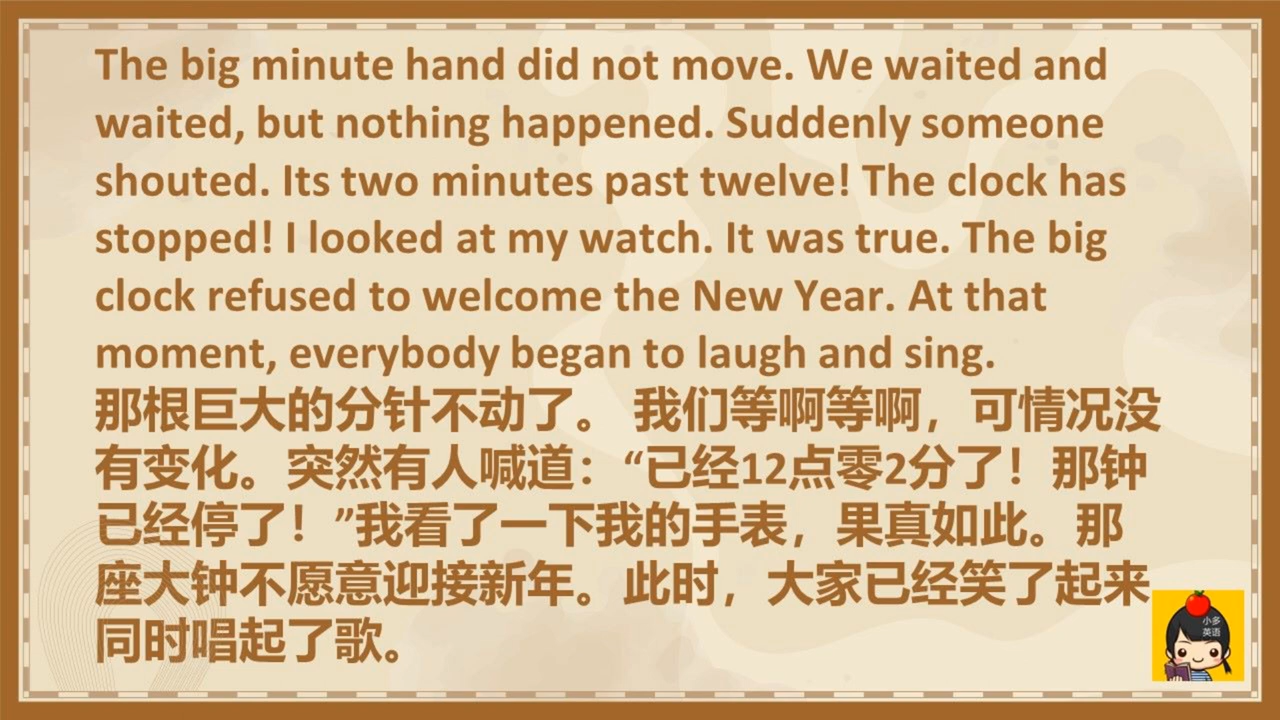 The big minute hand did not move. We waited and
waited, but nothing happened. Suddenly someone
shouted. Its two minutes past twelve! The clock has
stopped! I looked at my watch. It was true. The big
clock refused to welcome the New Year. At that
moment, everybody began to laugh and sing.
那根巨大的分针不动了。 我们等啊等啊，可情况没
有变化。突然有人喊道：“已经12点零2分了！那钟
已经停了！”我看了一下我的手表，果真如此。那
座大钟不愿意迎接新年。此时，大家已经笑了起来
同时唱起了歌。
小多
英语